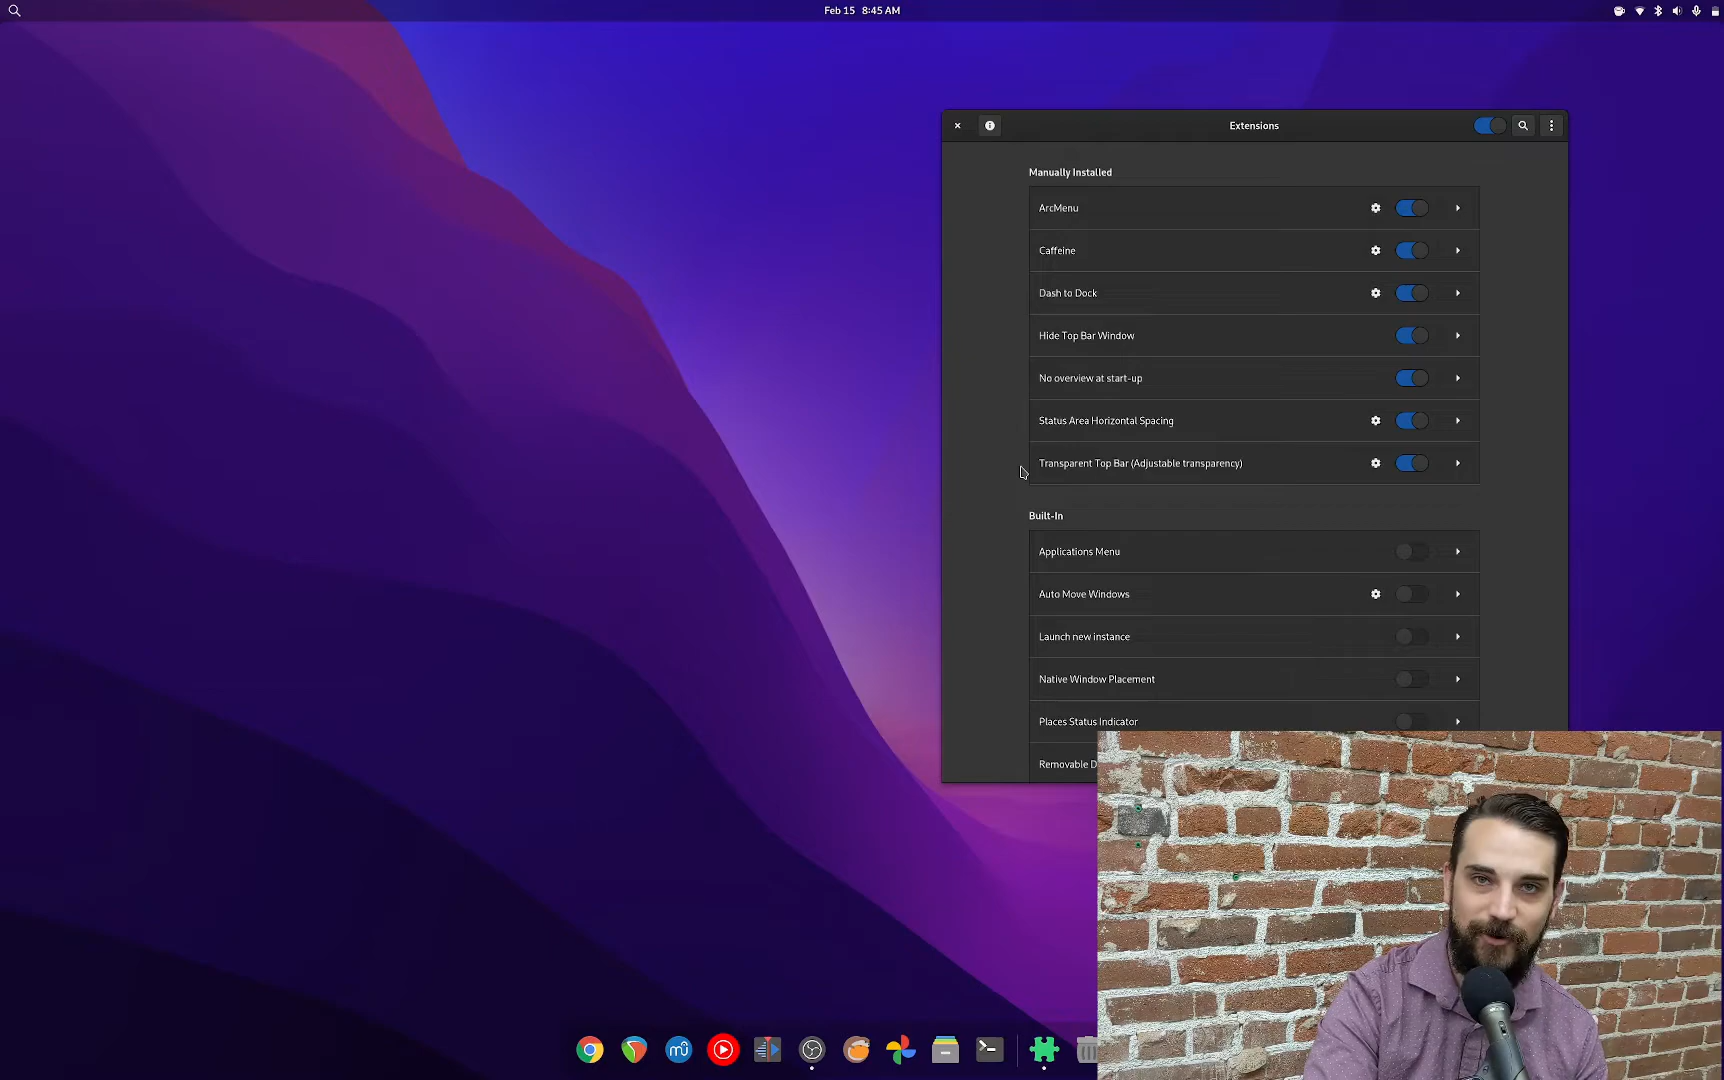 Feb 15 8:45 AM
Extensions
Manually Installed
ArcMenu
Caffeine
Dash to Dock
Hide Top Bar Window
No overview at start-up
Status Area Horizontal Spacing
Transparent Top Bar (Adjustable transparency)
Built-In
Applications Menu
Auto Move Windows
Launch new instance
Native Window Placement
Places Status Indicator
Removable D